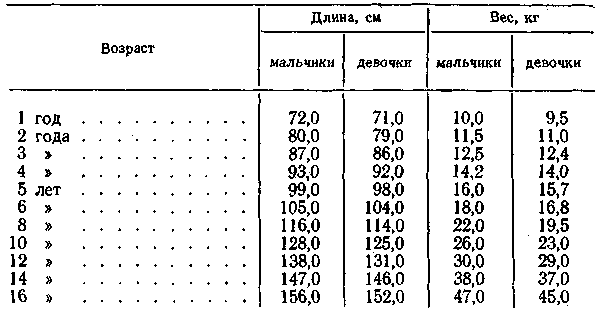 Возраст Длина, см Вес, кг
мальчики девочки мальчики девочки
1 год . . . . . . . . . . 72,0 71,0 10,0 9,5
2 года . . . . . . . . . . 80,0 79,0 11,5 11,0
3 » . . . . . . . . . . 87,0 86,0 12,5 12,4
4 » . . . . . . . . . . 93,0 92,0 14,2 14,0
5 лет . . . . . . . . . . 99,0 98,0 16,0 15,7
6 » . . . . . . . . . . 105,0 104,0 18,0 16,8
8 » . . . . . . . . . . 116,0 114,0 22,0 19,5
10 » . . . . . . . . . . 128,0 125,0 26,0 23,0
12 » . . . . . . . . . . 138,0 131,0 30,0 29,0
14 » . . . . . . . . . . 147,0 146,0 38,0 37,0
16 » . . . . . . . . . . 156,0 152,0 47,0 45,0